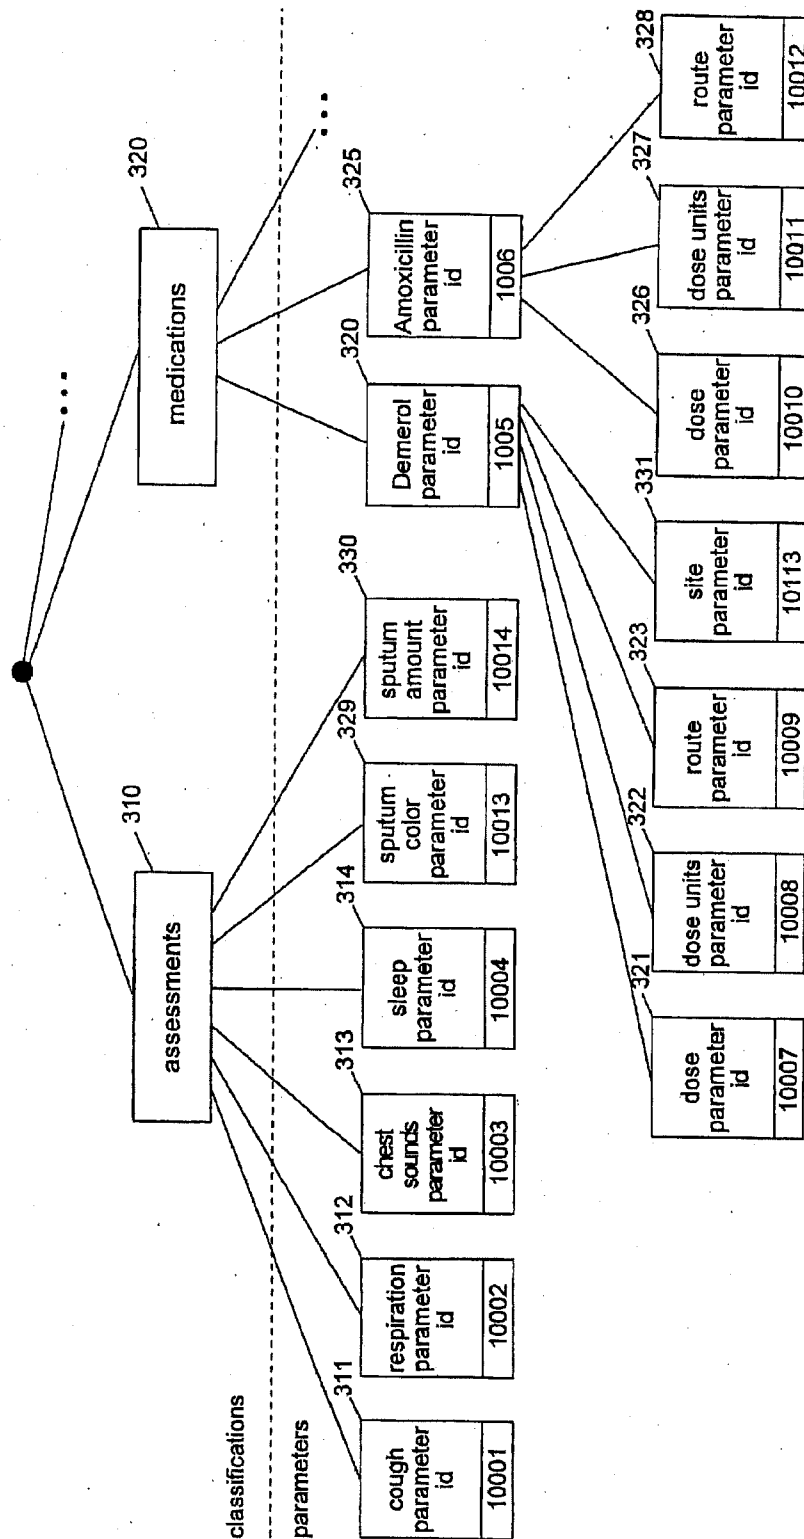 ...
310
320
assessments
medications
...
classifications
parameters
311
312
313
314
329
330
320
325
cough
parameter
id
10001
respiration
parameter
id
10002
chest
sounds
parameter
id
10003
sleep
parameter
id
10004
sputum
color
parameter
id
10013
sputum
amount
parameter
id
10014
Demerol
parameter
id
1005
Amoxicillin
parameter
id
1006
321
322
323
331
326
327
328
dose
parameter
id
10007
dose units
parameter
id
10008
route
parameter
id
10009
site
parameter
id
10113
dose
parameter
id
10010
dose units
parameter
id
10011
route
parameter
id
10012